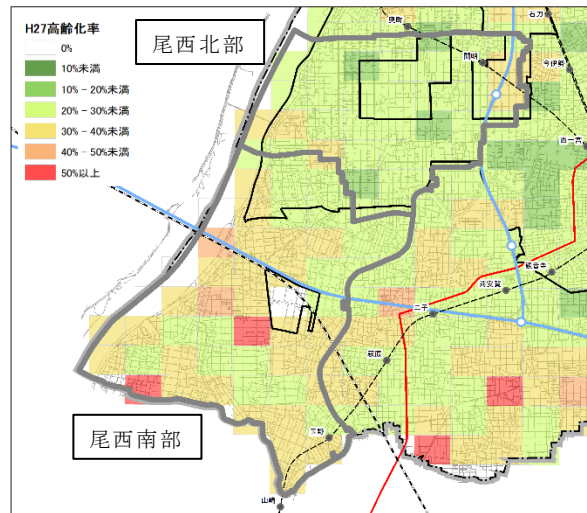 H27高齢化率
0%
10%未満
10% - 20%未満
20% - 30%未満
30% - 40%未満
40% - 50%未満
50%以上
尾西北部
石刀
奥町
開明
今伊勢
観音寺
苅安賀
二子
萩原
玉野
尾西南部
山崎